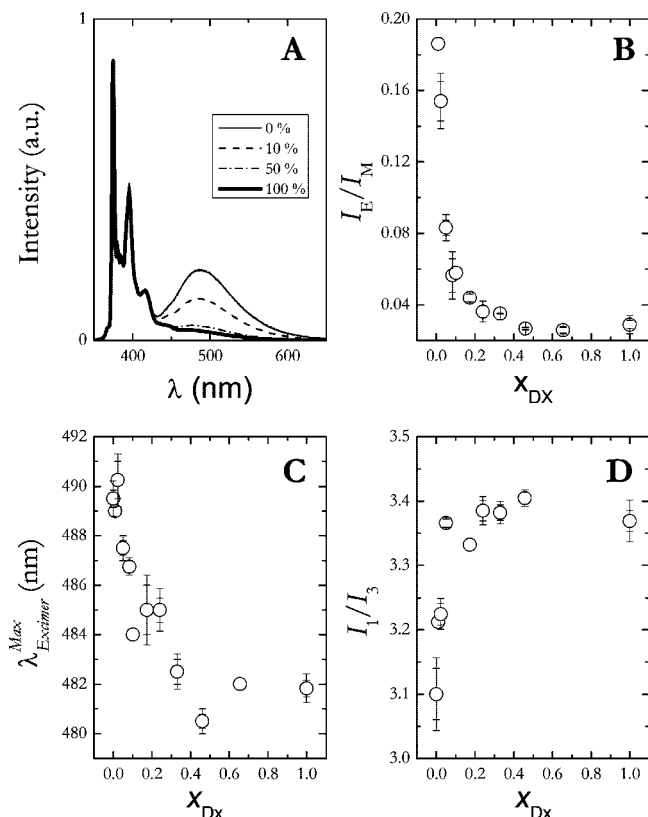 1
A
Intensity (a.u.)
0 %
10 %
50 %
100 %
0
400 500 600
λ (nm)
0.20
B
0.16
I_E/I_M
0.12
0.08
0.04
0.0 0.2 0.4 0.6 0.8 1.0
x_DX
492
C
490
488
λ^Max_Excimer (nm)
486
484
482
480
0.0 0.2 0.4 0.6 0.8 1.0
x_Dx
3.5
D
3.4
I_1/I_3
3.3
3.2
3.1
3.0
0.0 0.2 0.4 0.6 0.8 1.0
x_Dx